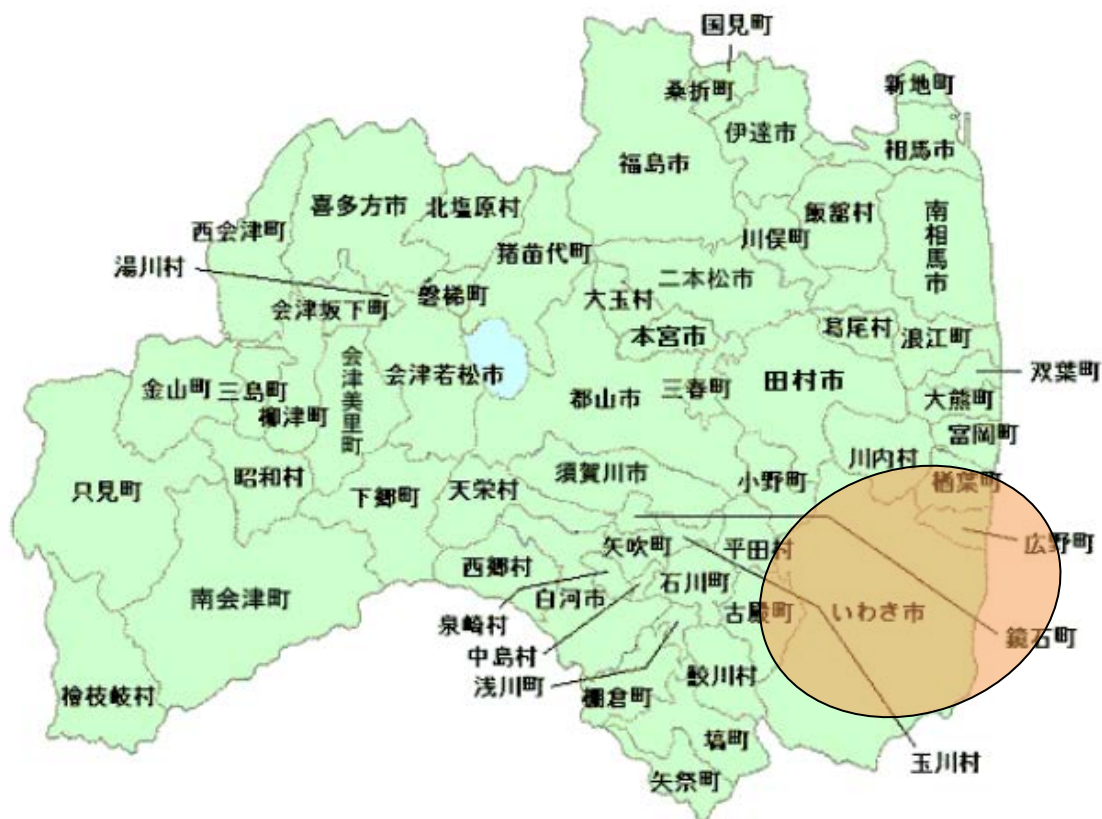 国見町
桑折町
新地町
伊達市
相馬市
福島市
喜多方市
北塩原村
飯舘村
南相馬市
西会津町
川俣町
猪苗代町
湯川村
二本松市
磐梯町
大玉村
会津坂下町
葛尾村
本宮市
浪江町
双葉町
会津美里町
会津若松市
田村市
金山町
三島町
三春町
郡山市
大熊町
柳津町
富岡町
川内村
昭和村
須賀川市
只見町
下郷町
天栄村
小野町
楢葉町
矢吹町
平田村
広野町
西郷村
石川町
南会津町
白河市
古殿町
いわき市
泉崎村
鏡石町
中島村
浅川町
鮫川村
檜枝岐村
棚倉町
塙町
玉川村
矢祭町